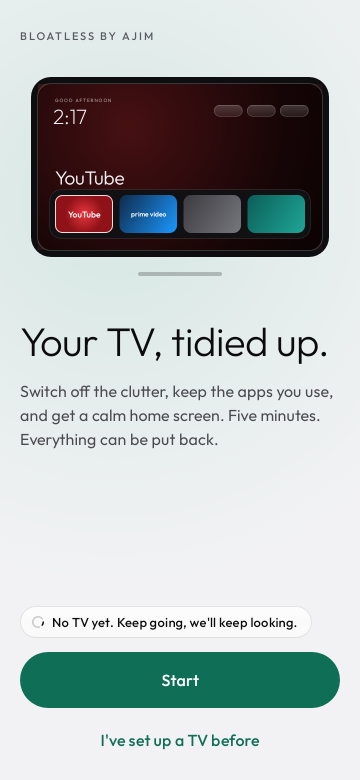 BLOATLESS BY AJIM
GOOD AFTERNOON
2:17
YouTube
YouTube
prime video
Your TV, tidied up.
Switch off the clutter, keep the apps you use,
and get a calm home screen. Five minutes.
Everything can be put back.
No TV yet. Keep going, we'll keep looking.
Start
I've set up a TV before